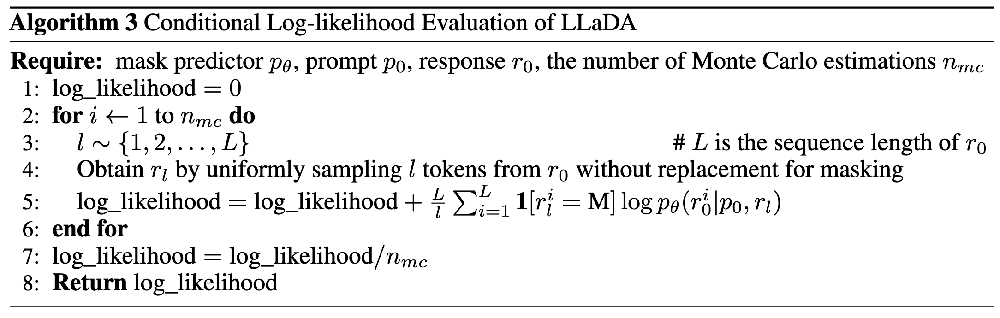 Algorithm 3 Conditional Log-likelihood Evaluation of LLaDA
Require: mask predictor $p_\theta$, prompt $p_0$, response $r_0$, the number of Monte Carlo estimations $n_{mc}$
1: log_likelihood = 0
2: for $i \leftarrow 1$ to $n_{mc}$ do
3: $l \sim \{1, 2, \ldots, L\}$ # $L$ is the sequence length of $r_0$
4: Obtain $r_l$ by uniformly sampling $l$ tokens from $r_0$ without replacement for masking
5: log_likelihood = log_likelihood + $\frac{L}{l} \sum_{i=1}^{L} \mathbf{1}[r_l^i = \mathbf{M}] \log p_\theta(r_0^i | p_0, r_l)$
6: end for
7: log_likelihood = log_likelihood/$n_{mc}$
8: Return log_likelihood